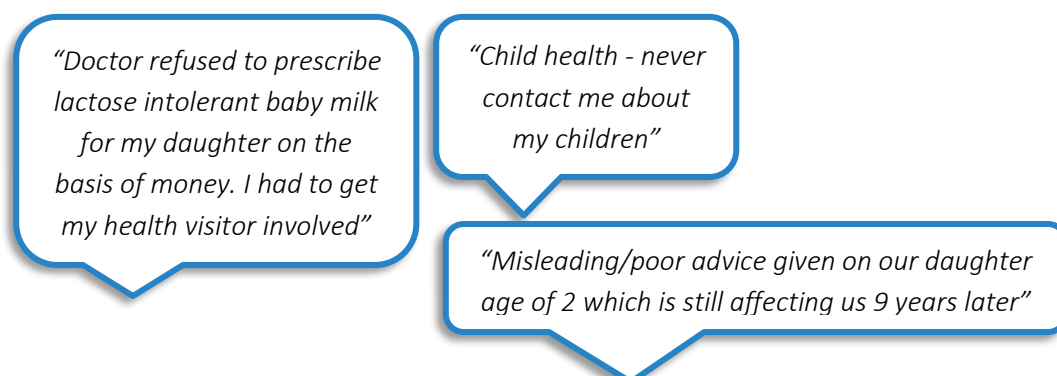 “Doctor refused to prescribe
lactose intolerant baby milk
for my daughter on the
basis of money. I had to get
my health visitor involved”
“Child health - never
contact me about
my children”
“Misleading/poor advice given on our daughter
age of 2 which is still affecting us 9 years later”